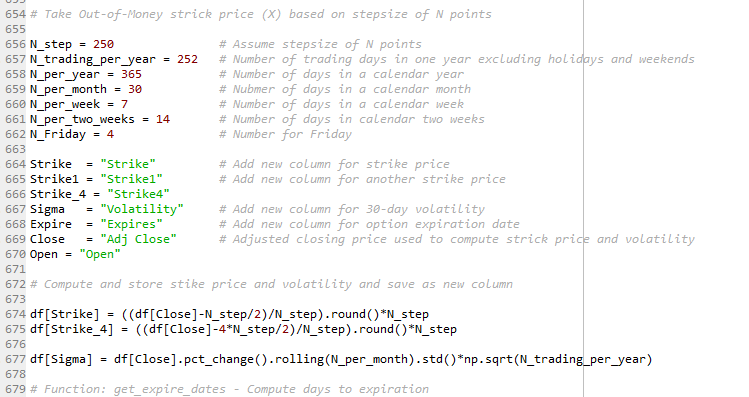 654 # Take Out-of-Money strick price (X) based on stepsize of N points
655
656 N_step = 250 # Assume stepsize of N points
657 N_trading_per_year = 252 # Number of trading days in one year excluding holidays and weekends
658 N_per_year = 365 # Number of days in a calendar year
659 N_per_month = 30 # Nubmer of days in a calendar month
660 N_per_week = 7 # Number of days in a calendar week
661 N_per_two_weeks = 14 # Number of days in calendar two weeks
662 N_Friday = 4 # Number for Friday
663
664 Strike = "Strike" # Add new column for strike price
665 Strike1 = "Strike1" # Add new column for another strike price
666 Strike_4 = "Strike4"
667 Sigma = "Volatility" # Add new column for 30-day volatility
668 Expire = "Expires" # Add new column for option expiration date
669 Close = "Adj Close" # Adjusted closing price used to compute strick price and volatility
670 Open = "Open"
671
672 # Compute and store stike price and volatility and save as new column
673
674 df[Strike] = ((df[Close]-N_step/2)/N_step).round()*N_step
675 df[Strike_4] = ((df[Close]-4*N_step/2)/N_step).round()*N_step
676
677 df[Sigma] = df[Close].pct_change().rolling(N_per_month).std()*np.sqrt(N_trading_per_year)
678
679 # Function: get_expire_dates - Compute days to expiration